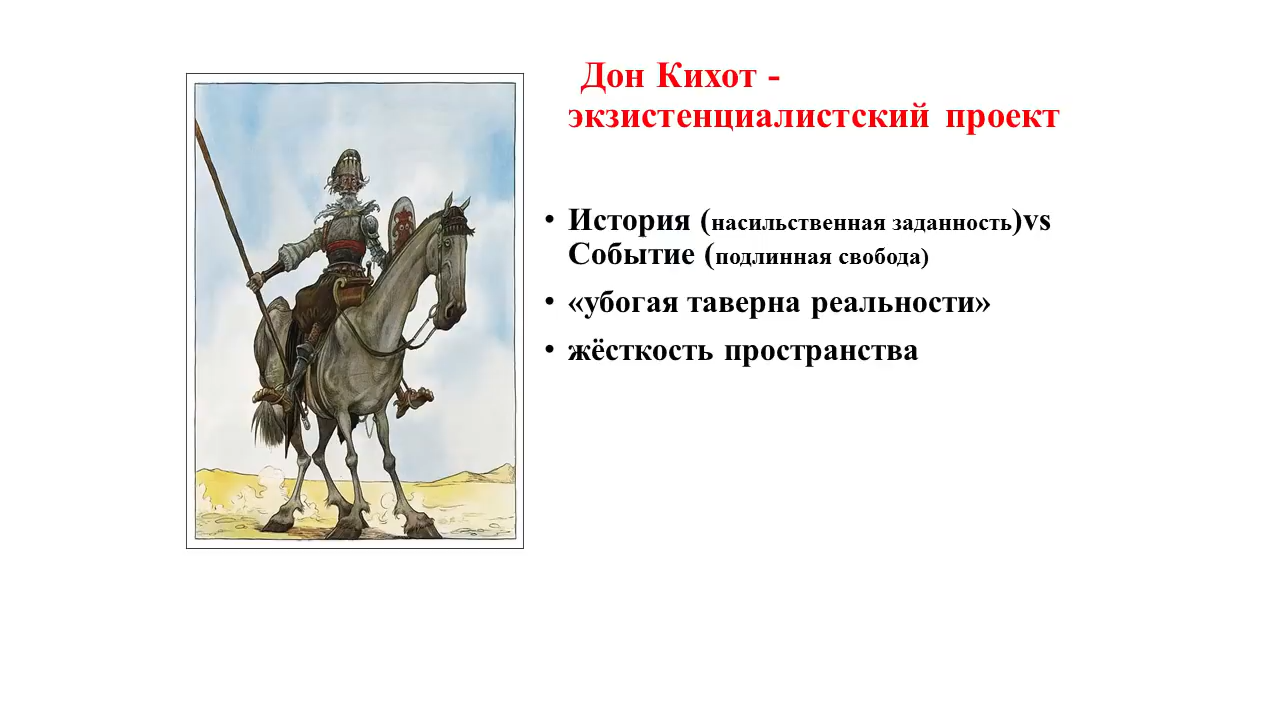 Дон Кихот -
экзистенциалистский проект
• История (насильственная заданность)vs
Событие (подлинная свобода)
• «убогая таверна реальности»
• жёсткость пространства